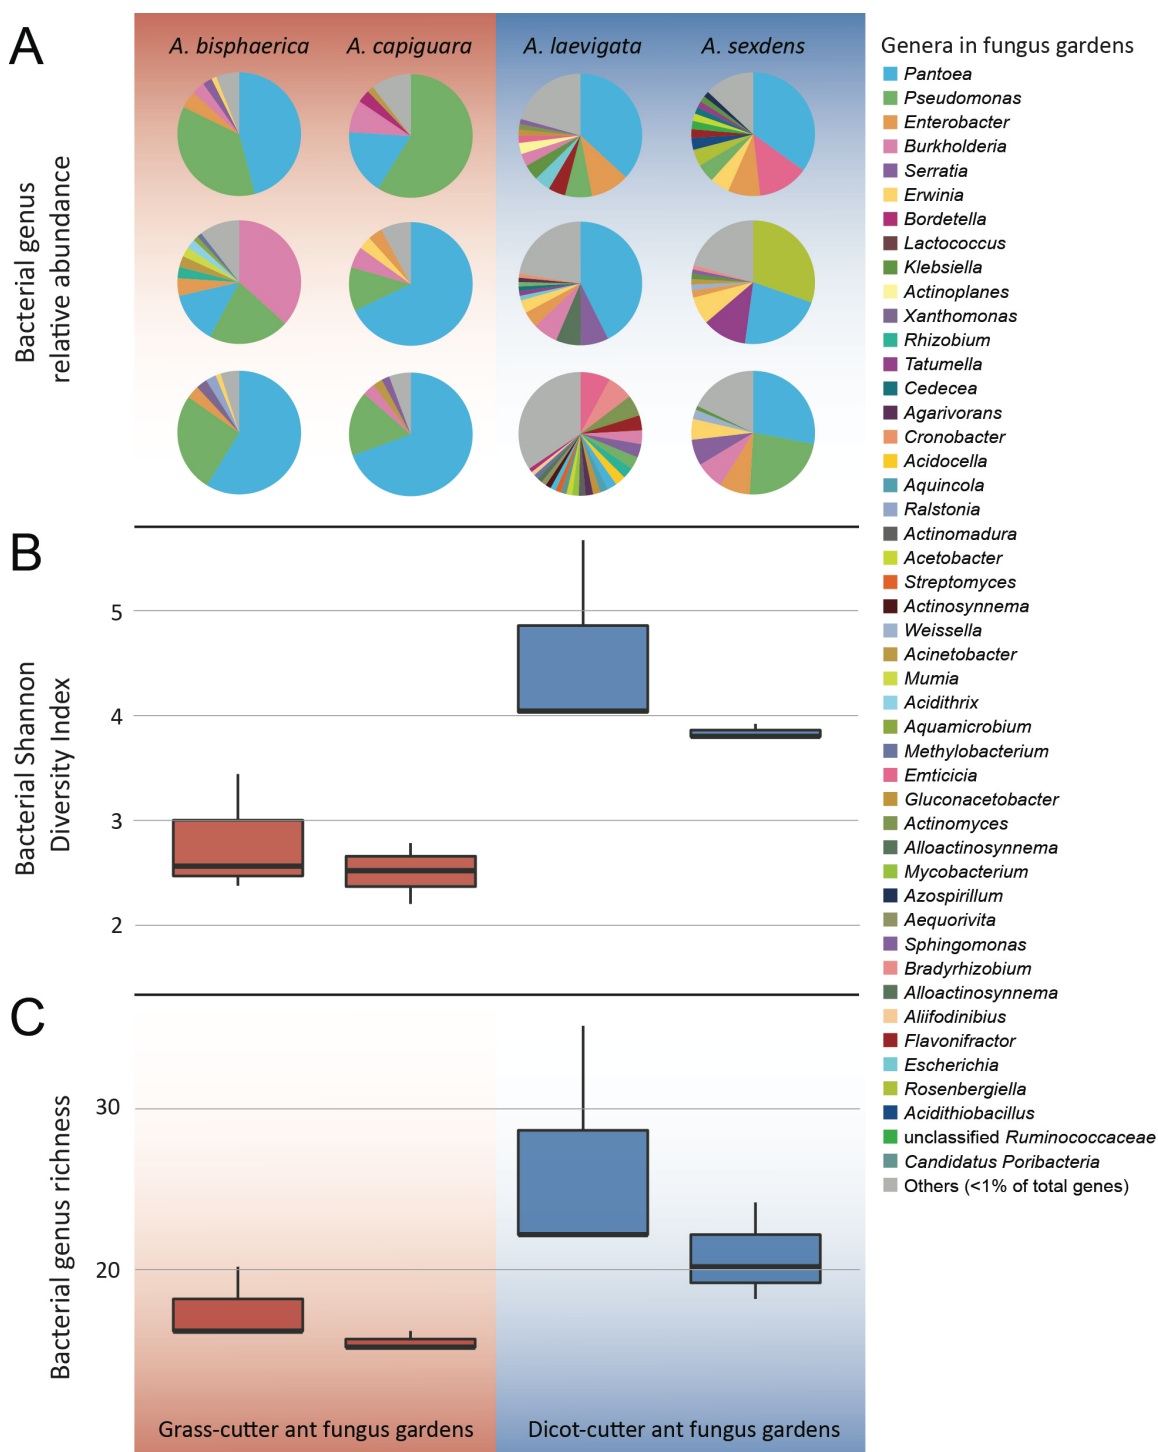 A
A. bisphaerica
A. capiguara
A. laevigata
A. sexdens
Bacterial genus
relative abundance
Genera in fungus gardens
Pantoea
Pseudomonas
Enterobacter
Burkholderia
Serratia
Erwinia
Bordetella
Lactococcus
Klebsiella
Actinoplanes
Xanthomonas
Rhizobium
Tatumella
Cedecea
Agarivorans
Cronobacter
Acidocella
Aquincola
Ralstonia
Actinomadura
Acetobacter
Streptomyces
Actinosynnema
Weissella
Acinetobacter
Mumia
Acidithrix
Aquamicrobium
Methylobacterium
Emticicia
Gluconacetobacter
Actinomyces
Alloactinosynnema
Mycobacterium
Azospirillum
Aequorivita
Sphingomonas
Bradyrhizobium
Alloactinosynnema
Aliifodinibius
Flavonifractor
Escherichia
Rosenbergiella
Acidithiobacillus
unclassified Ruminococcaceae
Candidatus Poribacteria
Others (<1% of total genes)
B
Bacterial Shannon
Diversity Index
5
4
3
2
C
Bacterial genus richness
30
20
Grass-cutter ant fungus gardens
Dicot-cutter ant fungus gardens